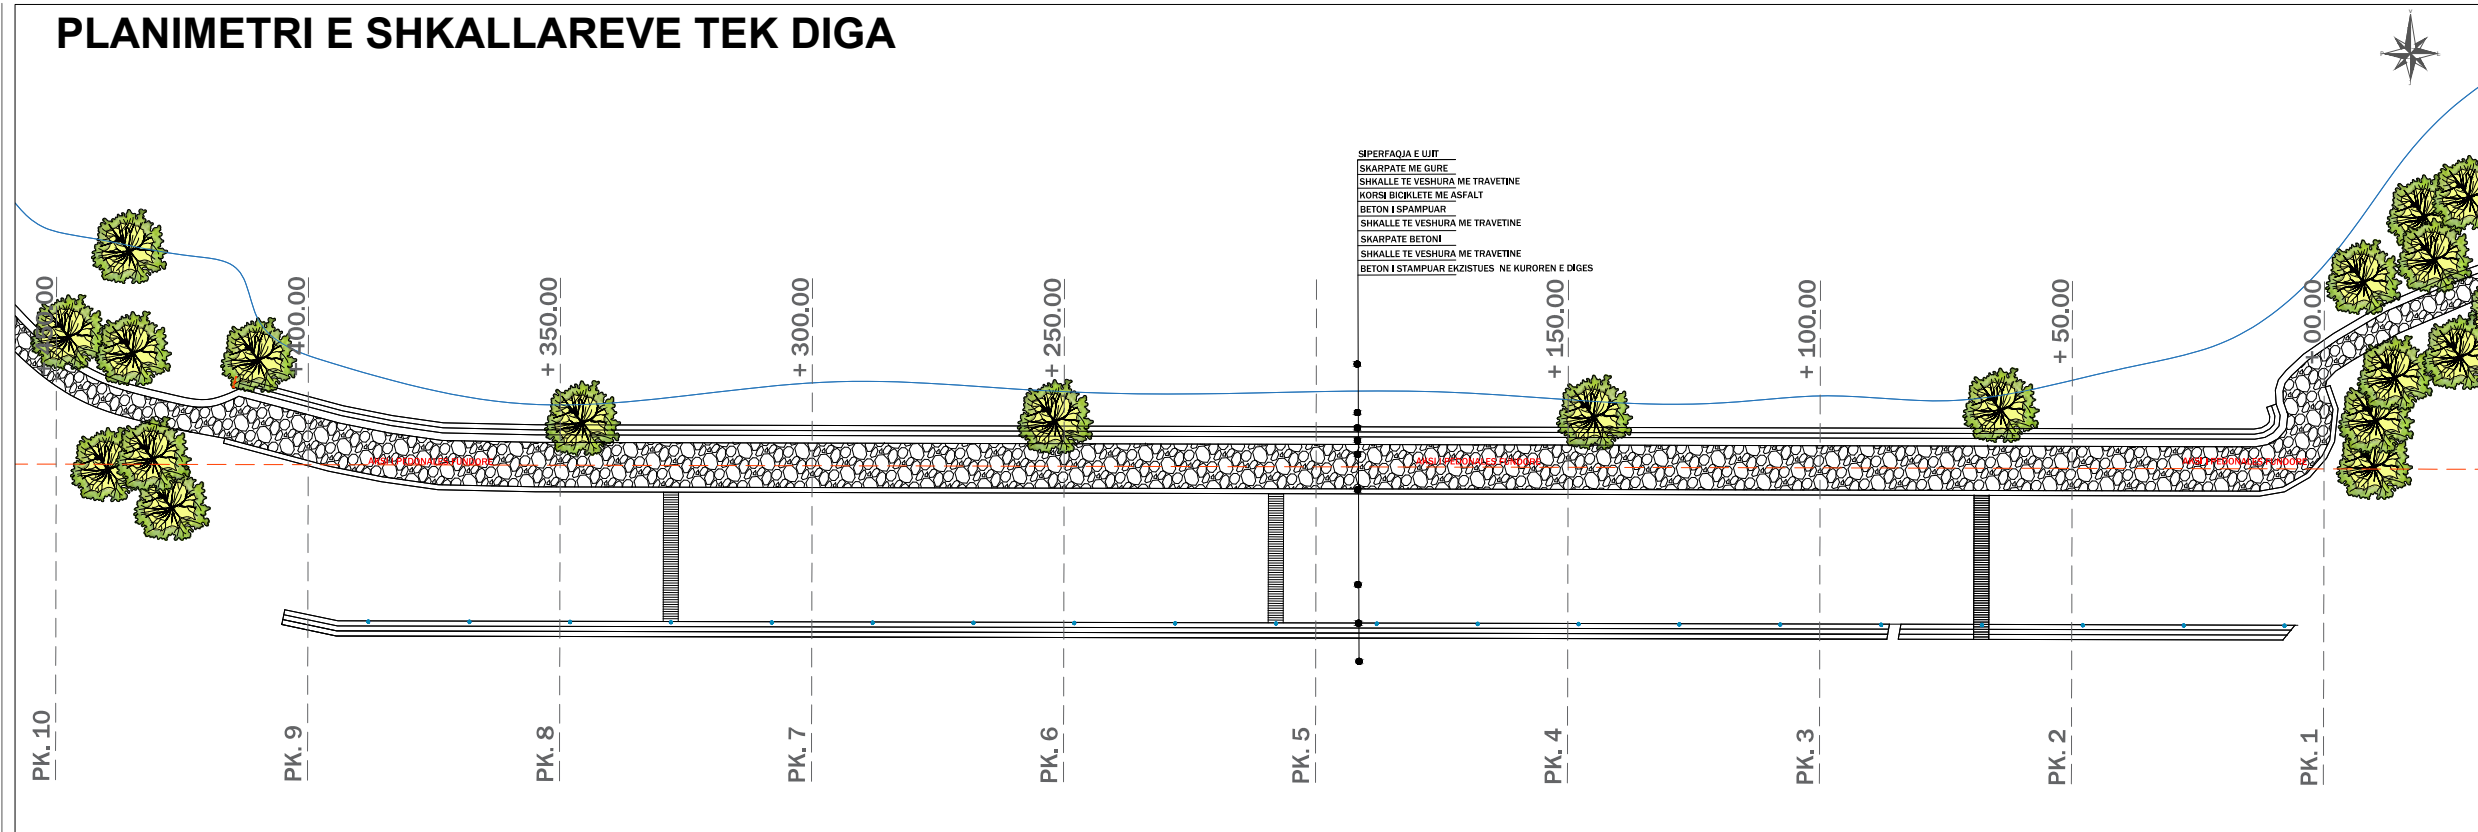 PLANIMETRI E SHKALLAREVE TEK DIGA
SIPERFAQJA E UJIT
SKARPATE ME GURE
SHKALLE TE VESHURA ME TRAVETINE
KORSI BICIKLETE ME ASFALT
BETON I SPAMPUAR
SHKALLE TE VESHURA ME TRAVETINE
SKARPATE BETONI
SHKALLE TE VESHURA ME TRAVETINE
BETON I STAMPUAR EKZISTUES NE KUROREN E DIGES
+ 400.00
+ 350.00
+ 300.00
+ 250.00
+ 150.00
+ 100.00
+ 50.00
+ 00.00
PK. 10
PK. 9
PK. 8
PK. 7
PK. 6
PK. 5
PK. 4
PK. 3
PK. 2
PK. 1